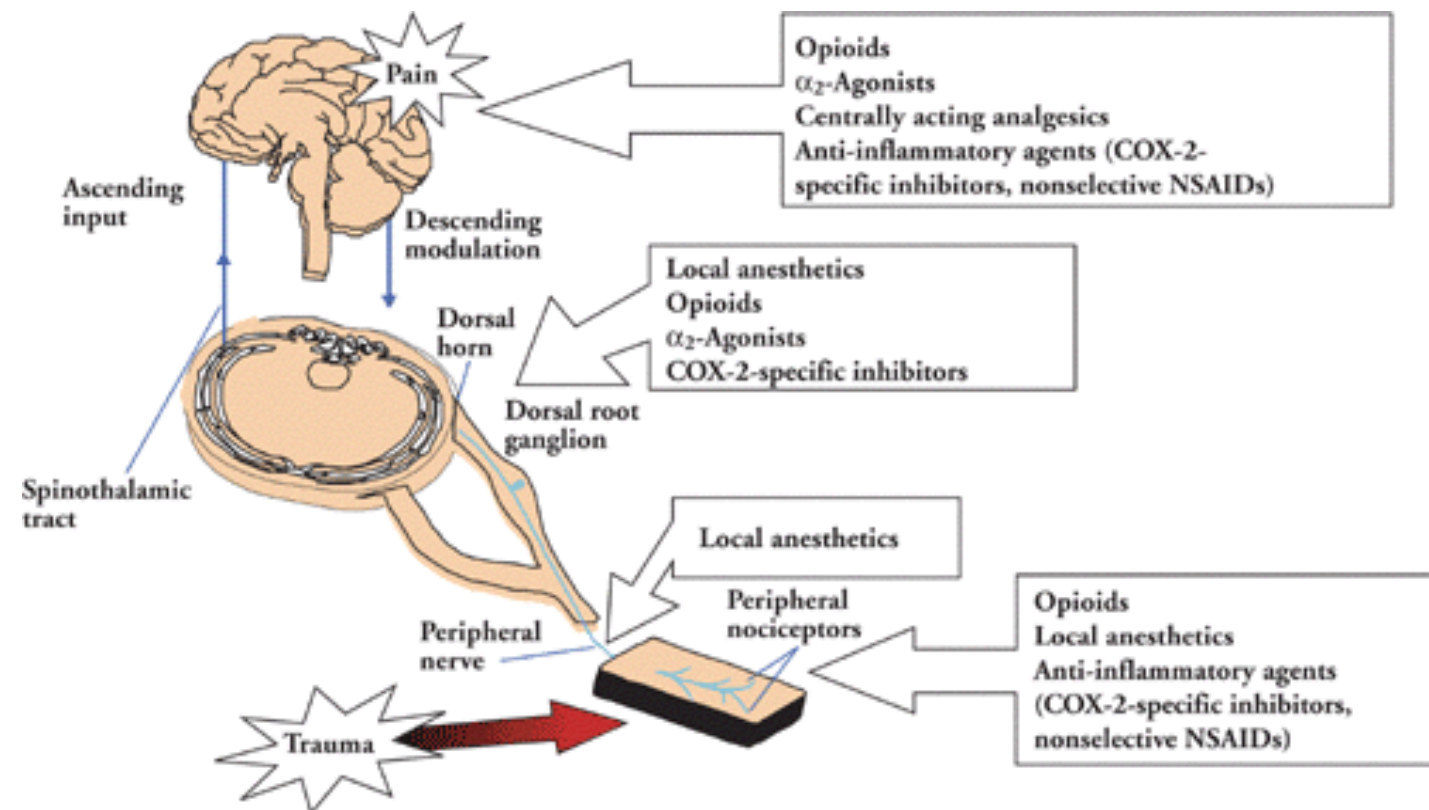 Pain
Opioids
α₂-Agonists
Centrally acting analgesics
Anti-inflammatory agents (COX-2-
specific inhibitors, nonselective NSAIDs)
Ascending
input
Descending
modulation
Local anesthetics
Opioids
α₂-Agonists
COX-2-specific inhibitors
Dorsal
horn
Dorsal root
ganglion
Spinothalamic
tract
Local anesthetics
Peripheral
nociceptors
Peripheral
nerve
Opioids
Local anesthetics
Anti-inflammatory agents
(COX-2-specific inhibitors,
nonselective NSAIDs)
Trauma